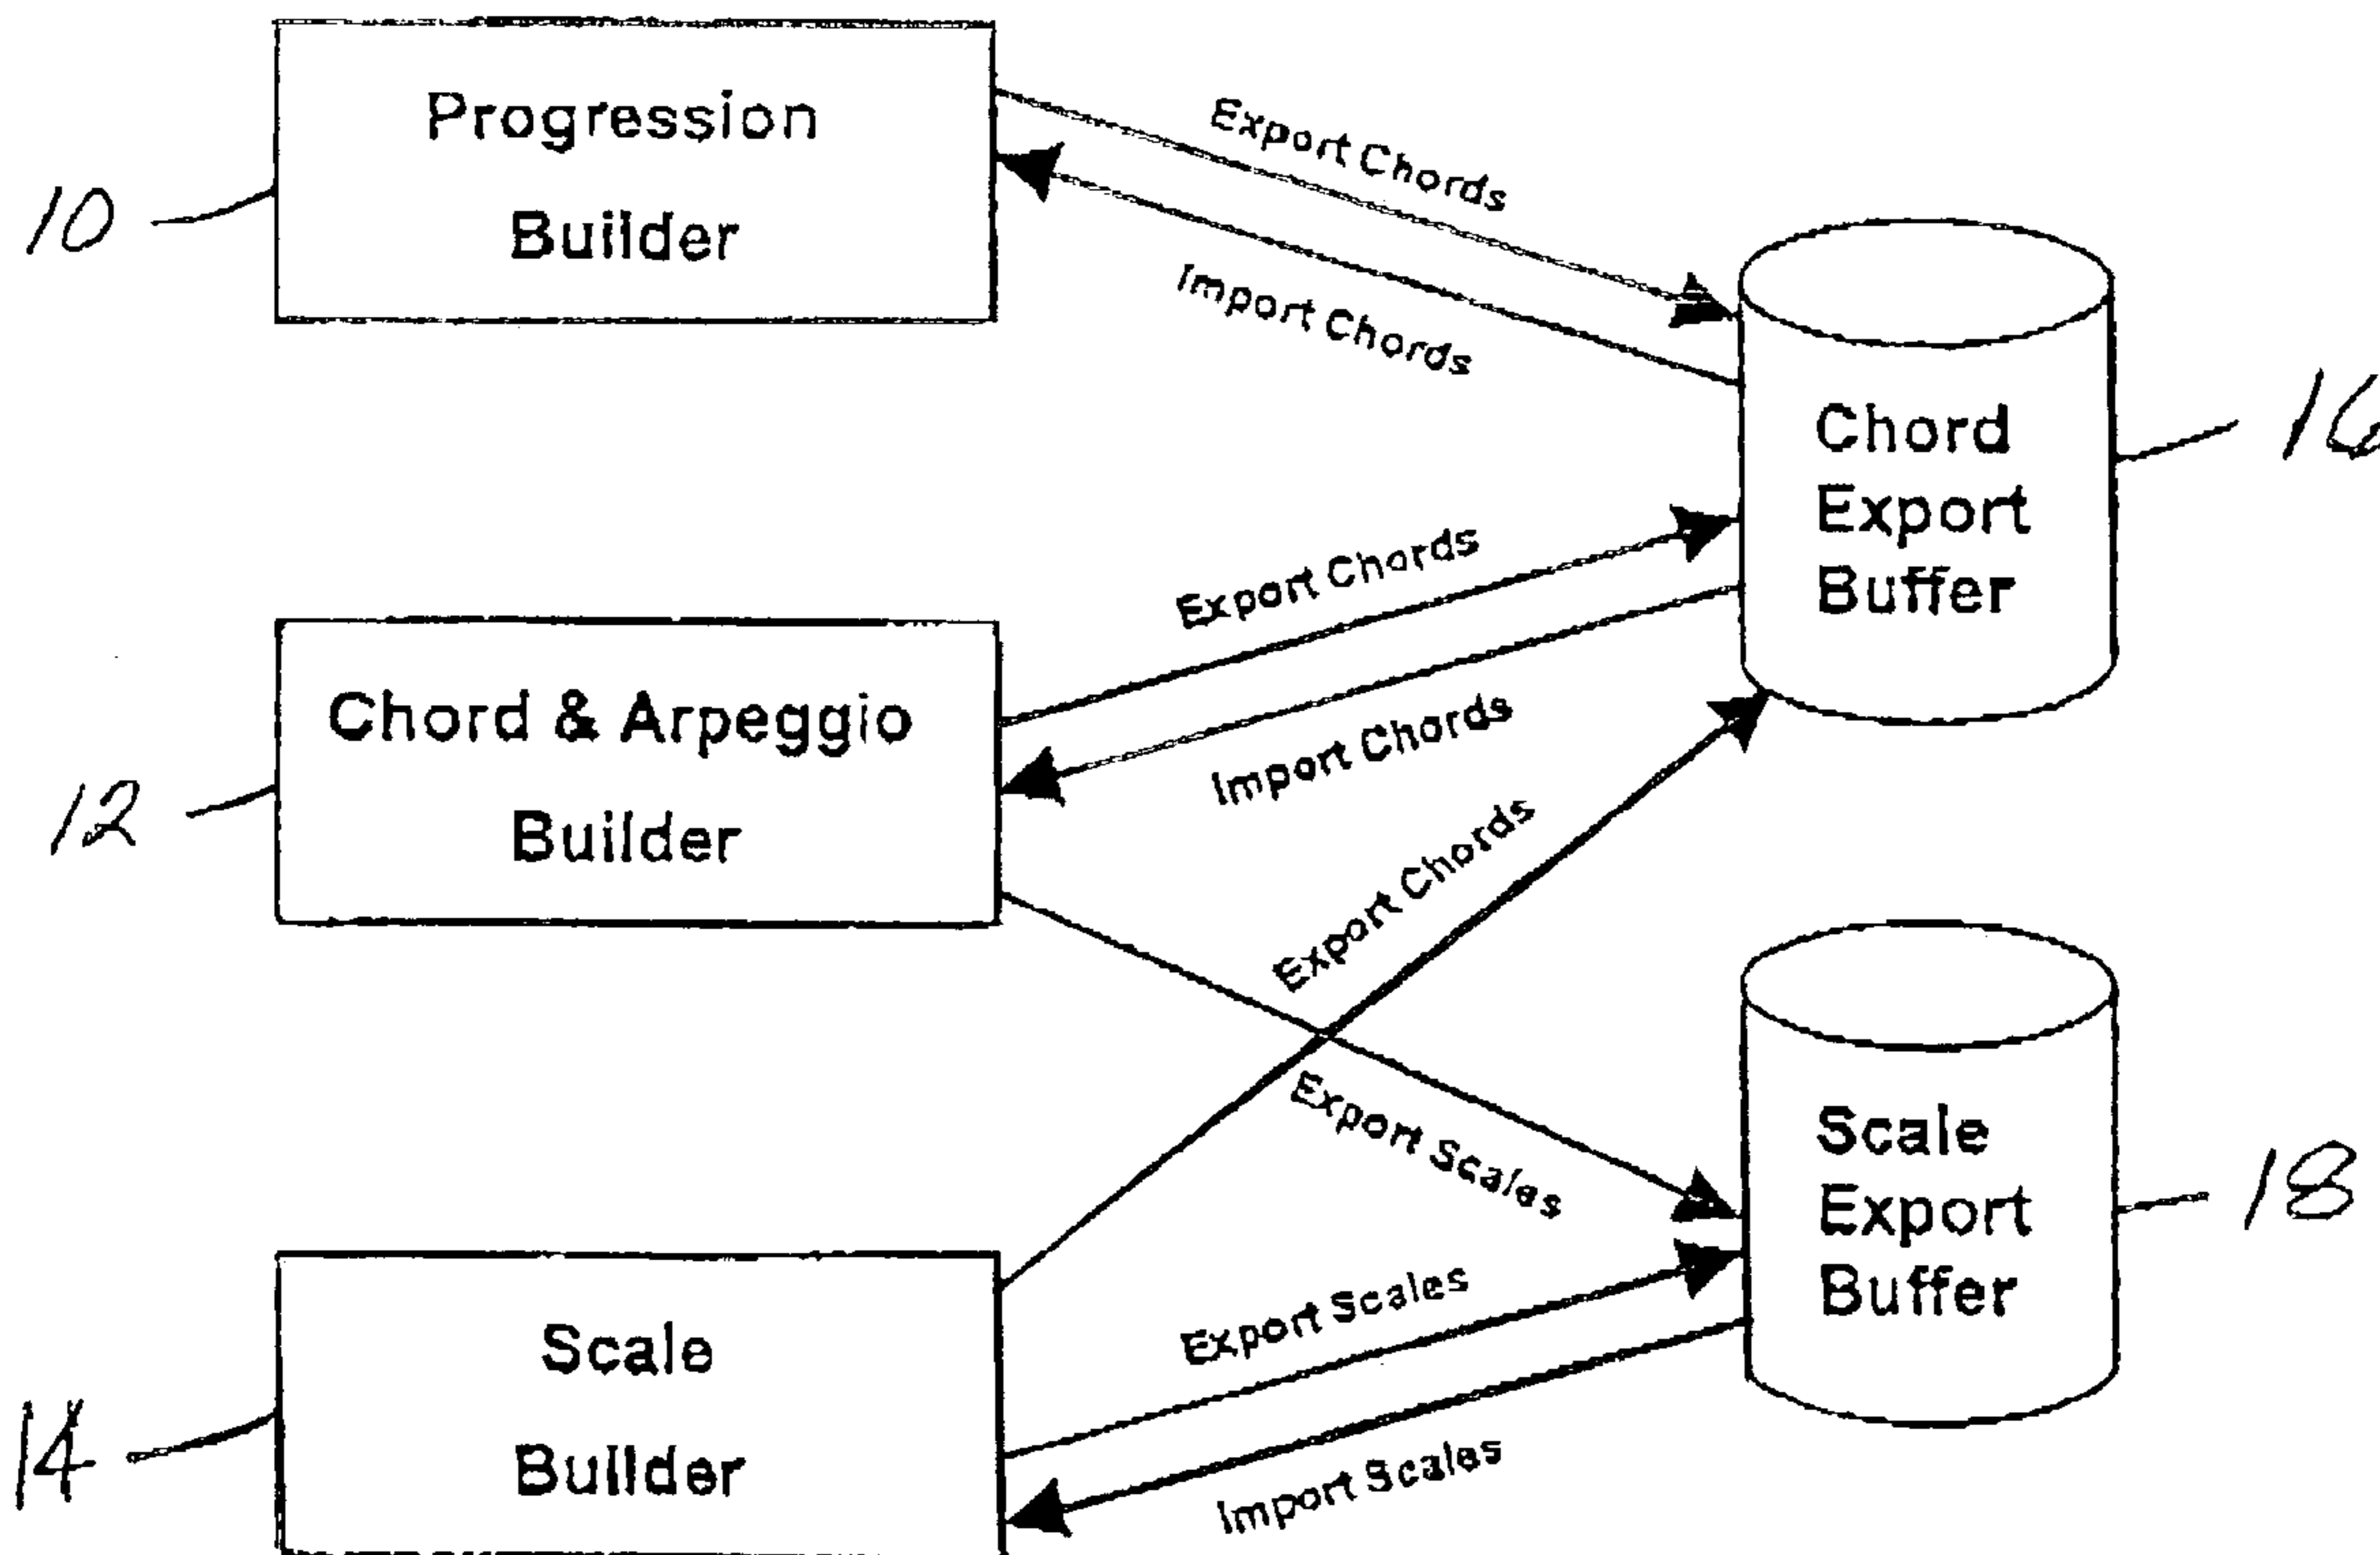 Progression
Builder
10
Export Chords
Import Chords
Chord
Export
Buffer
16
Export Chords
Import Chords
Chord & Arpeggio
Builder
12
Export Chords
Export Scales
Scale
Export
Buffer
18
Scale
Builder
14
Export Scales
Import Scales